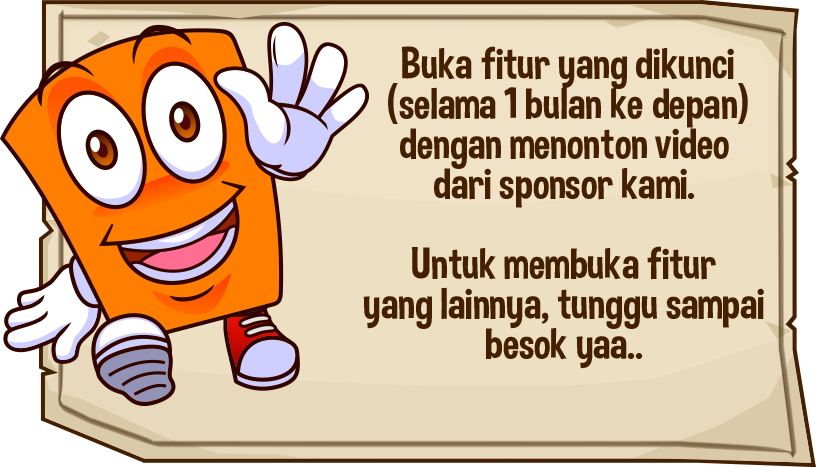 Buka fitur yang dikunci
(selama 1 bulan ke depan)
dengan menonton video
dari sponsor kami.
Untuk membuka fitur
yang lainnya, tunggu sampai
besok yaa..